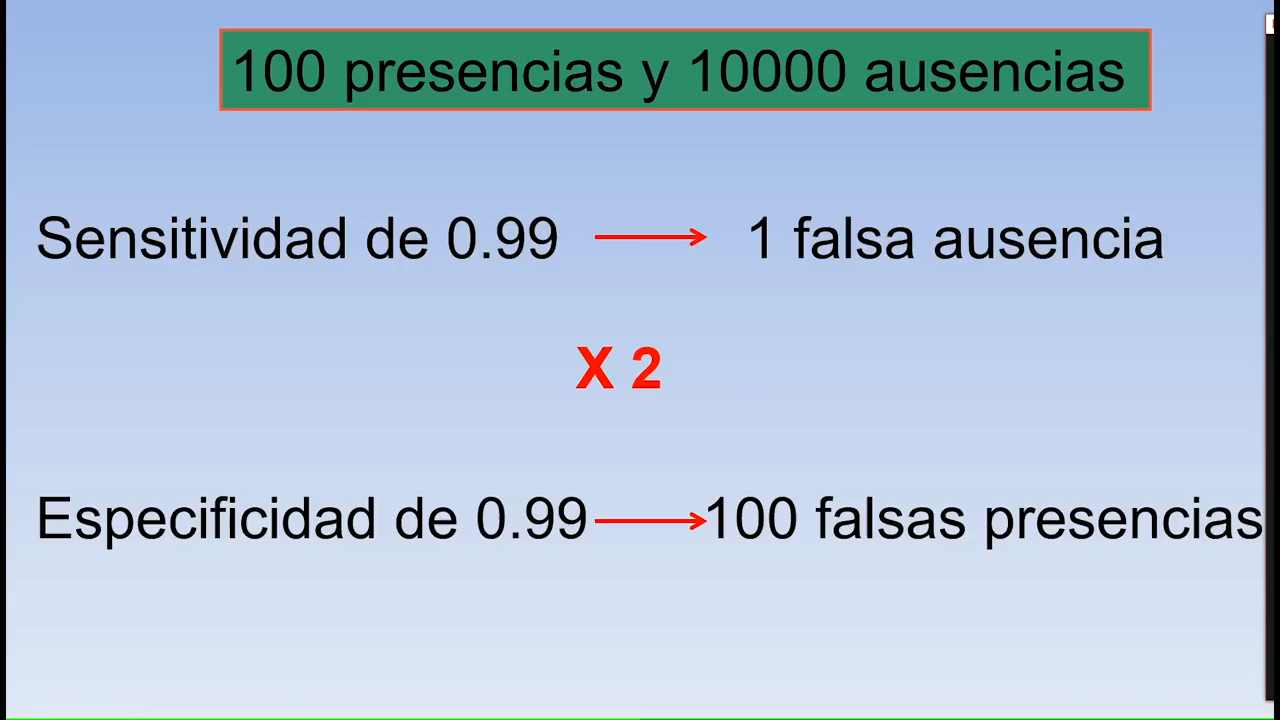 100 presencias y 10000 ausencias
Sensitividad de 0.99 1 falsa ausencia
X 2
Especificidad de 0.99 100 falsas presencias